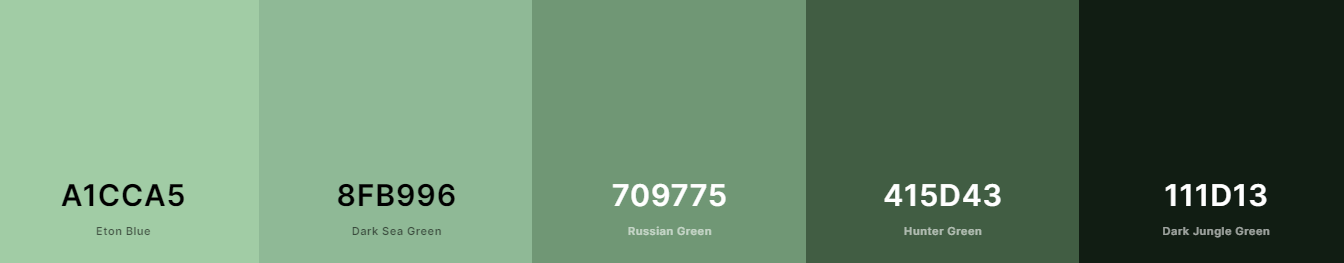 A1CCA5
Eton Blue
8FB996
Dark Sea Green
709775
Russian Green
415D43
Hunter Green
111D13
Dark Jungle Green